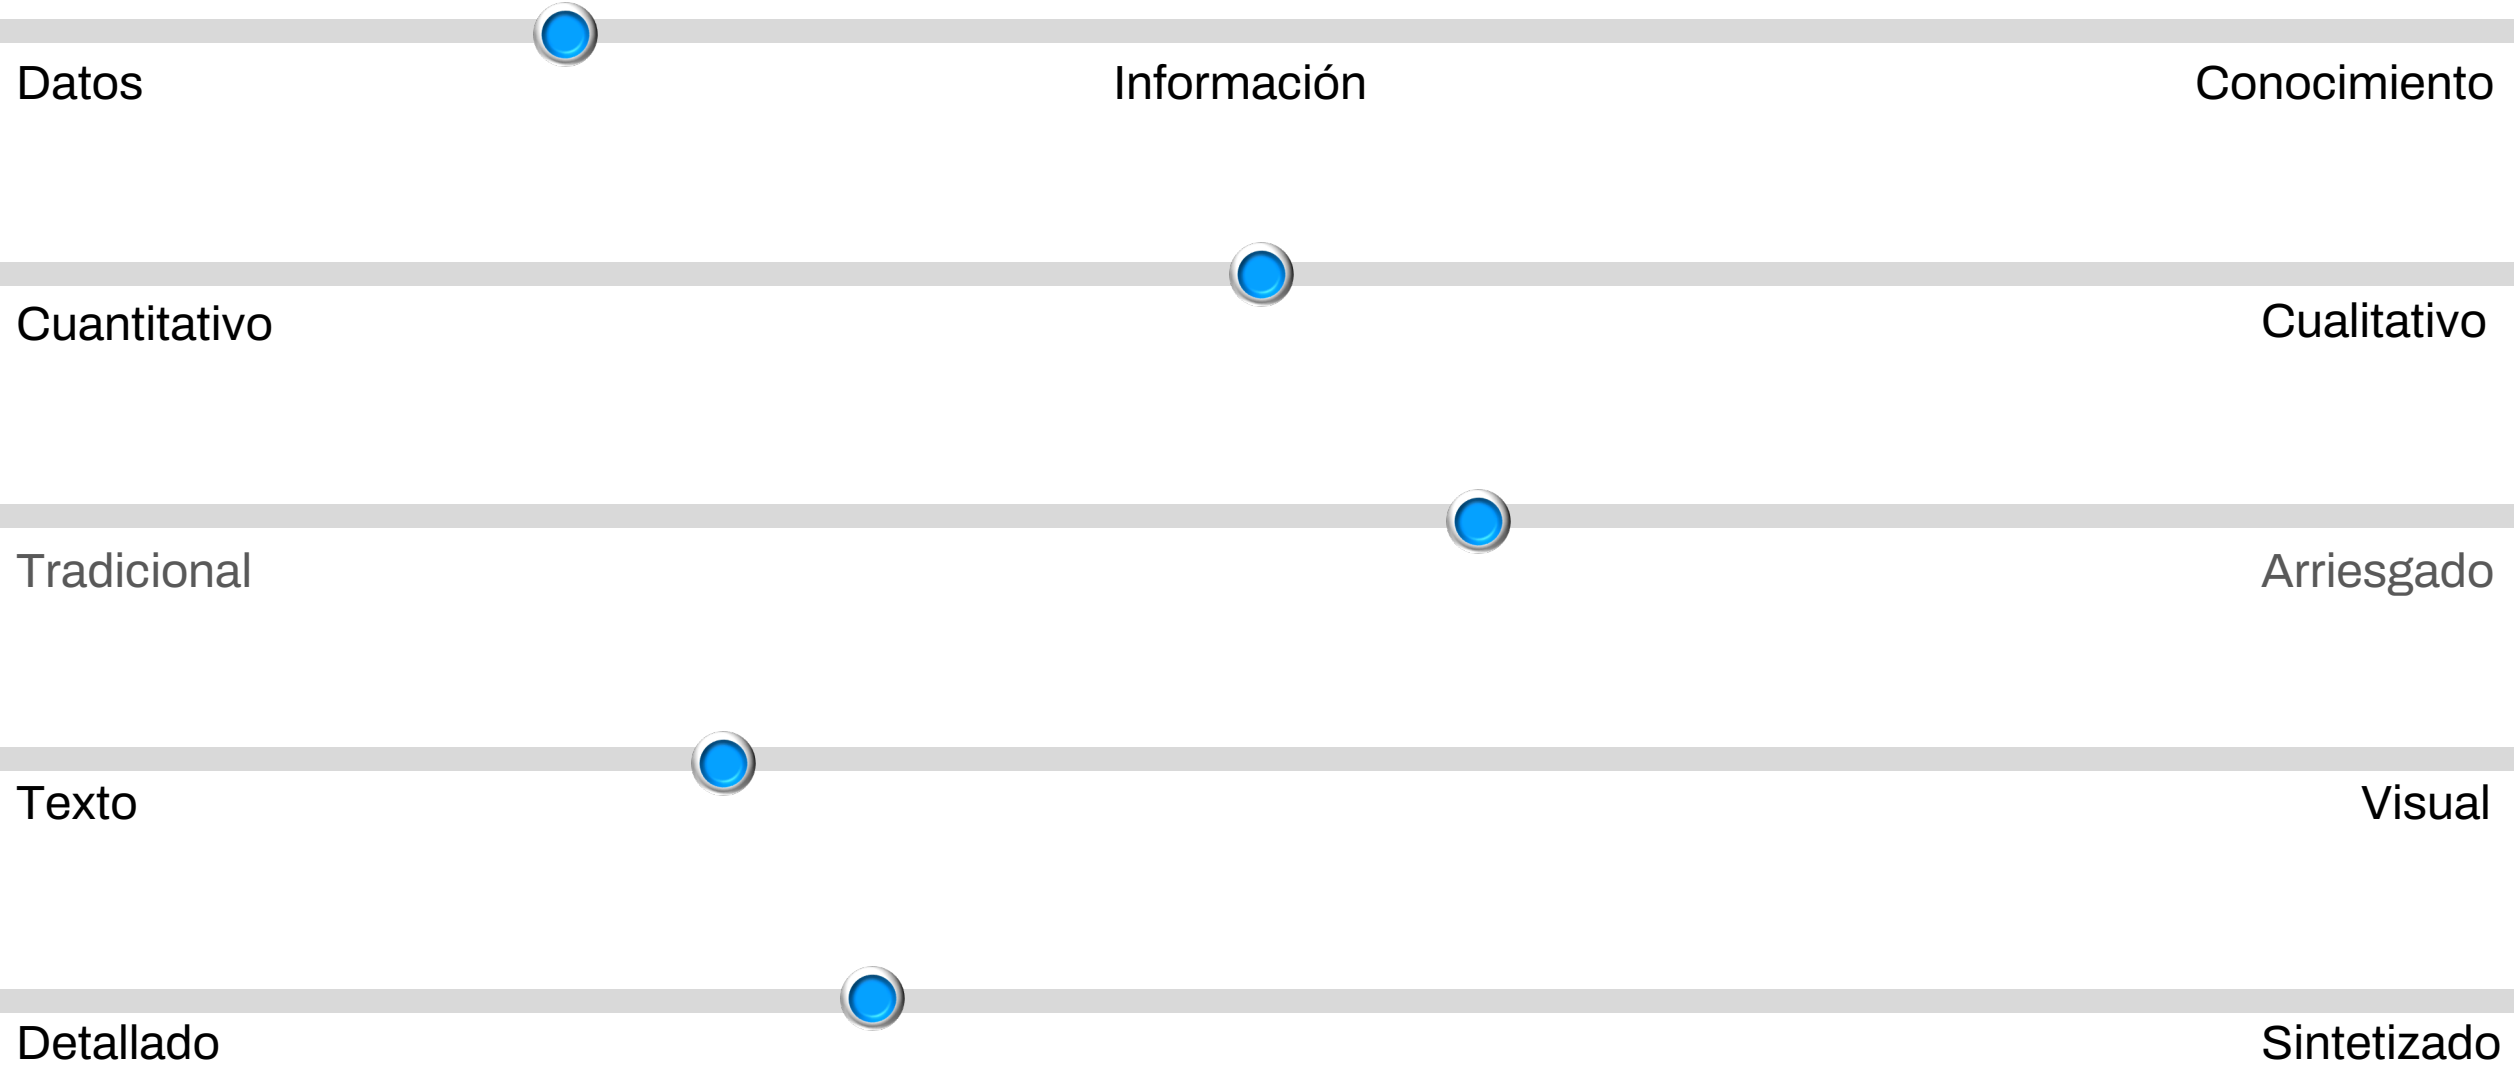 Datos Información Conocimiento
Cuantitativo Cualitativo
Tradicional Arriesgado
Texto Visual
Detallado Sintetizado